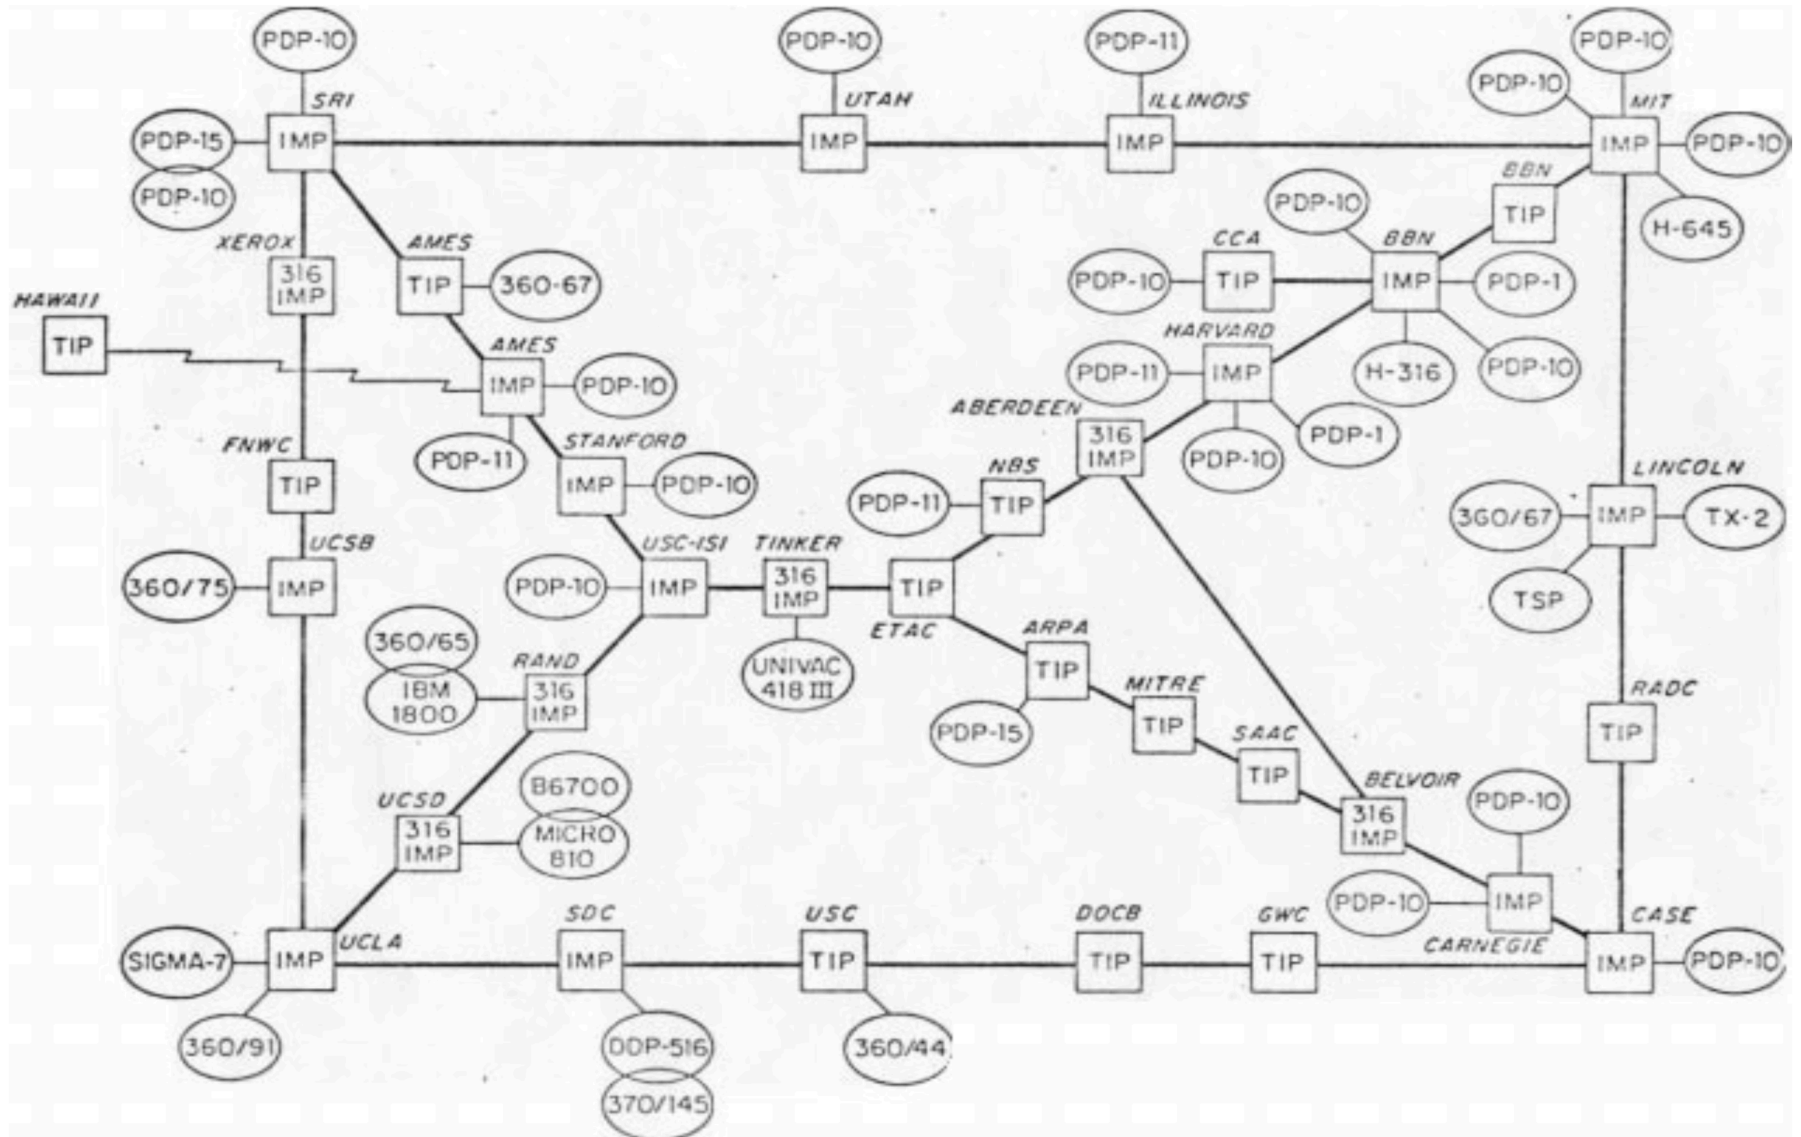 PDP-10
PDP-10
PDP-11
PDP-10
SRI
UTAH
ILLINOIS
PDP-10
MIT
PDP-15
IMP
IMP
IMP
IMP
PDP-10
PDP-10
BBN
TIP
PDP-10
H-645
XEROX
316
IMP
AMES
TIP
360-67
CCA
PDP-10
TIP
BBN
IMP
PDP-1
HAWAII
TIP
AMES
IMP
PDP-10
HARVARD
PDP-11
IMP
H-316
PDP-10
PDP-11
STANFORD
IMP
PDP-10
ABERDEEN
316
IMP
PDP-10
PDP-1
FNWC
TIP
NBS
PDP-11
TIP
LINCOLN
360/67
IMP
TX-2
TSP
UCSB
360/75
IMP
USC-ISI
PDP-10
IMP
TINKER
316
IMP
UNIVAC
418 III
TIP
ETAC
360/65
IBM
1800
RAND
316
IMP
ARPA
TIP
PDP-15
MITRE
TIP
SAAC
TIP
RADC
TIP
UCSD
316
IMP
B6700
MICRO
810
BELVOIR
316
IMP
PDP-10
PDP-10
IMP
CARNEGIE
SIGMA-7
IMP
UCLA
SDC
IMP
USC
TIP
DOCB
TIP
GWC
TIP
CASE
IMP
PDP-10
360/91
DDP-516
370/145
360/44